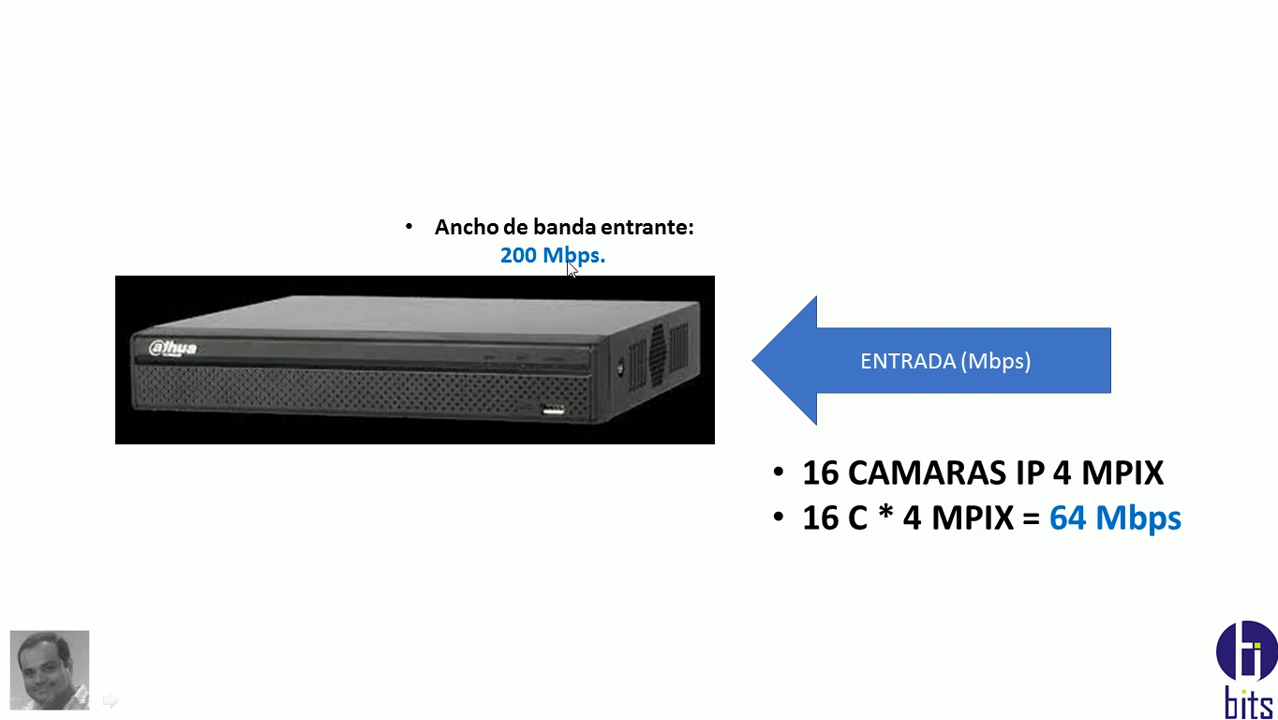 • Ancho de banda entrante:
200 Mbps.
alhua
ENTRADA (Mbps)
• 16 CAMARAS IP 4 MPIX
• 16 C * 4 MPIX = 64 Mbps
bits